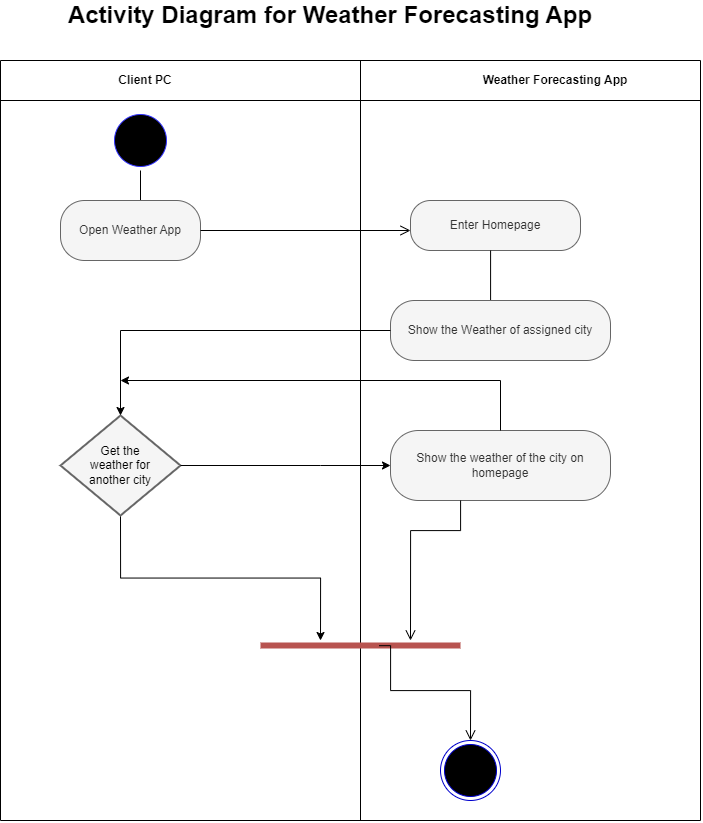 Activity Diagram for Weather Forecasting App
Client PC
Weather Forecasting App
Open Weather App
Enter Homepage
Show the Weather of assigned city
Get the
weather for
another city
Show the weather of the city on
homepage